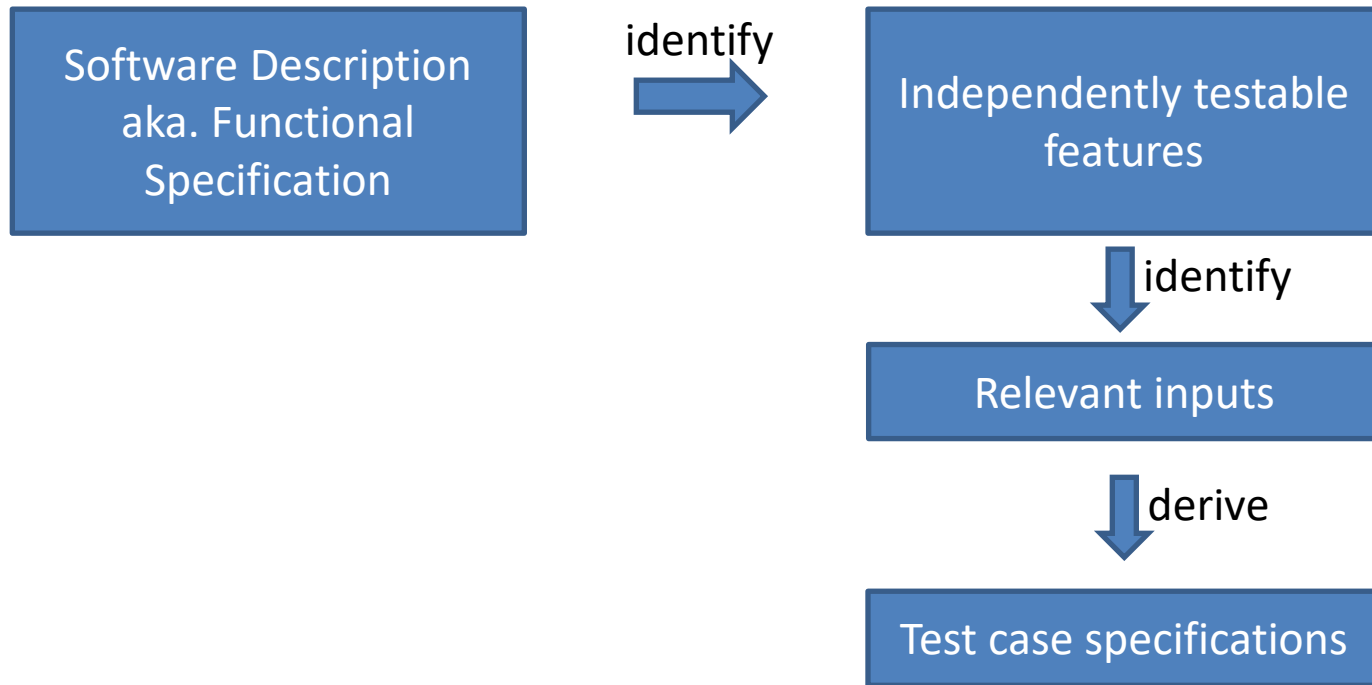 Software Description
aka. Functional
Specification
identify
Independently testable
features
identify
Relevant inputs
derive
Test case specifications